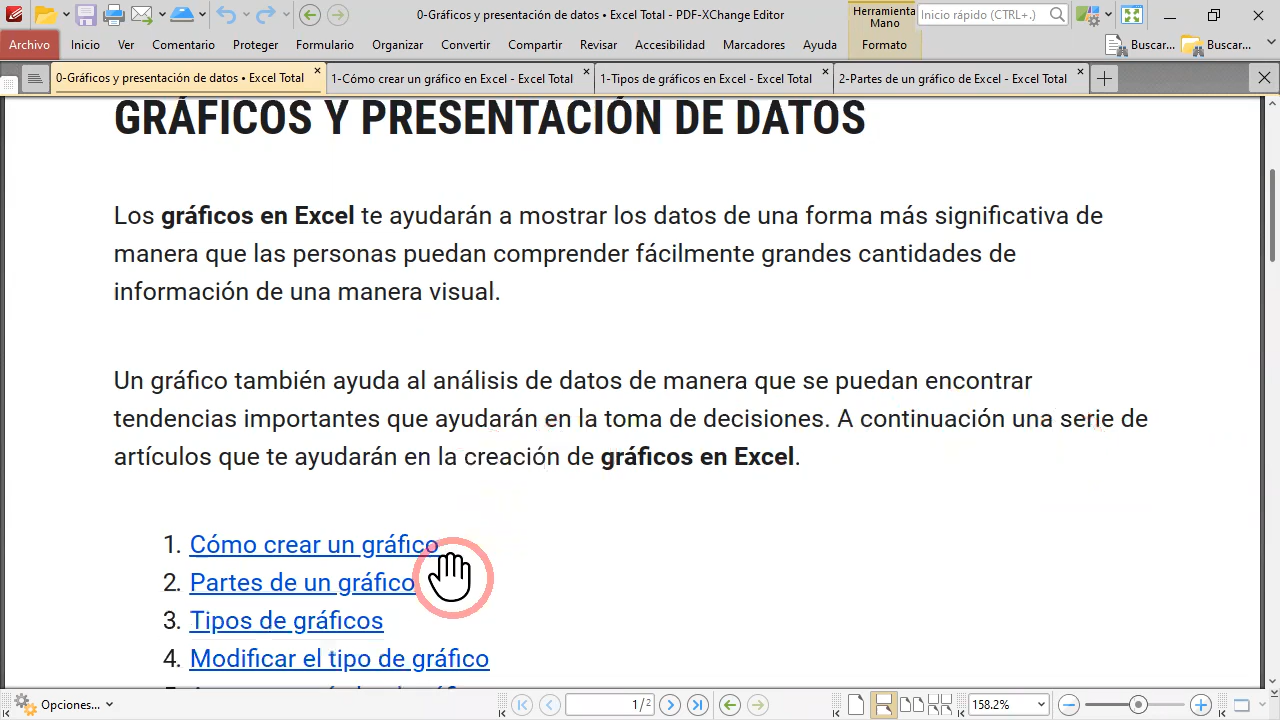 0-Gráficos y presentación de datos • Excel Total - PDF-XChange Editor
Herramienta Mano
Inicio rápido (CTRL+.)
Archivo Inicio Ver Comentario Proteger Formulario Organizar Convertir Compartir Revisar Accesibilidad Marcadores Ayuda Formato Buscar... Buscar...
0-Gráficos y presentación de datos • Excel Total 1-Cómo crear un gráfico en Excel - Excel Total 1-Tipos de gráficos en Excel - Excel Total 2-Partes de un gráfico de Excel - Excel Total
GRÁFICOS Y PRESENTACIÓN DE DATOS
Los gráficos en Excel te ayudarán a mostrar los datos de una forma más significativa de
manera que las personas puedan comprender fácilmente grandes cantidades de
información de una manera visual.
Un gráfico también ayuda al análisis de datos de manera que se puedan encontrar
tendencias importantes que ayudarán en la toma de decisiones. A continuación una serie de
artículos que te ayudarán en la creación de gráficos en Excel.
1. Cómo crear un gráfico
2. Partes de un gráfico
3. Tipos de gráficos
4. Modificar el tipo de gráfico
Opciones... 1/2 158.2%